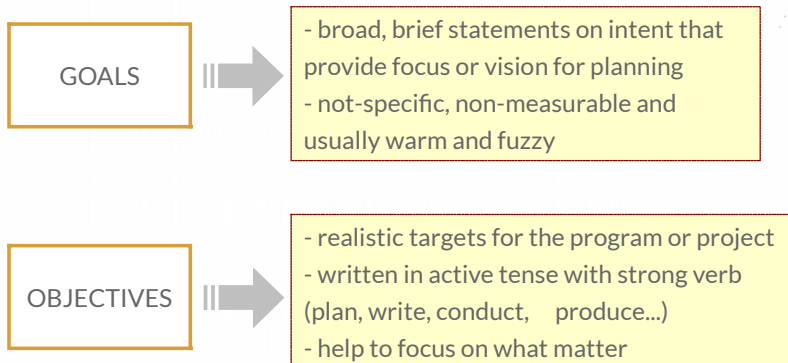 GOALS
- broad, brief statements on intent that
provide focus or vision for planning
- not-specific, non-measurable and
usually warm and fuzzy
OBJECTIVES
- realistic targets for the program or project
- written in active tense with strong verb
(plan, write, conduct, produce...)
- help to focus on what matter